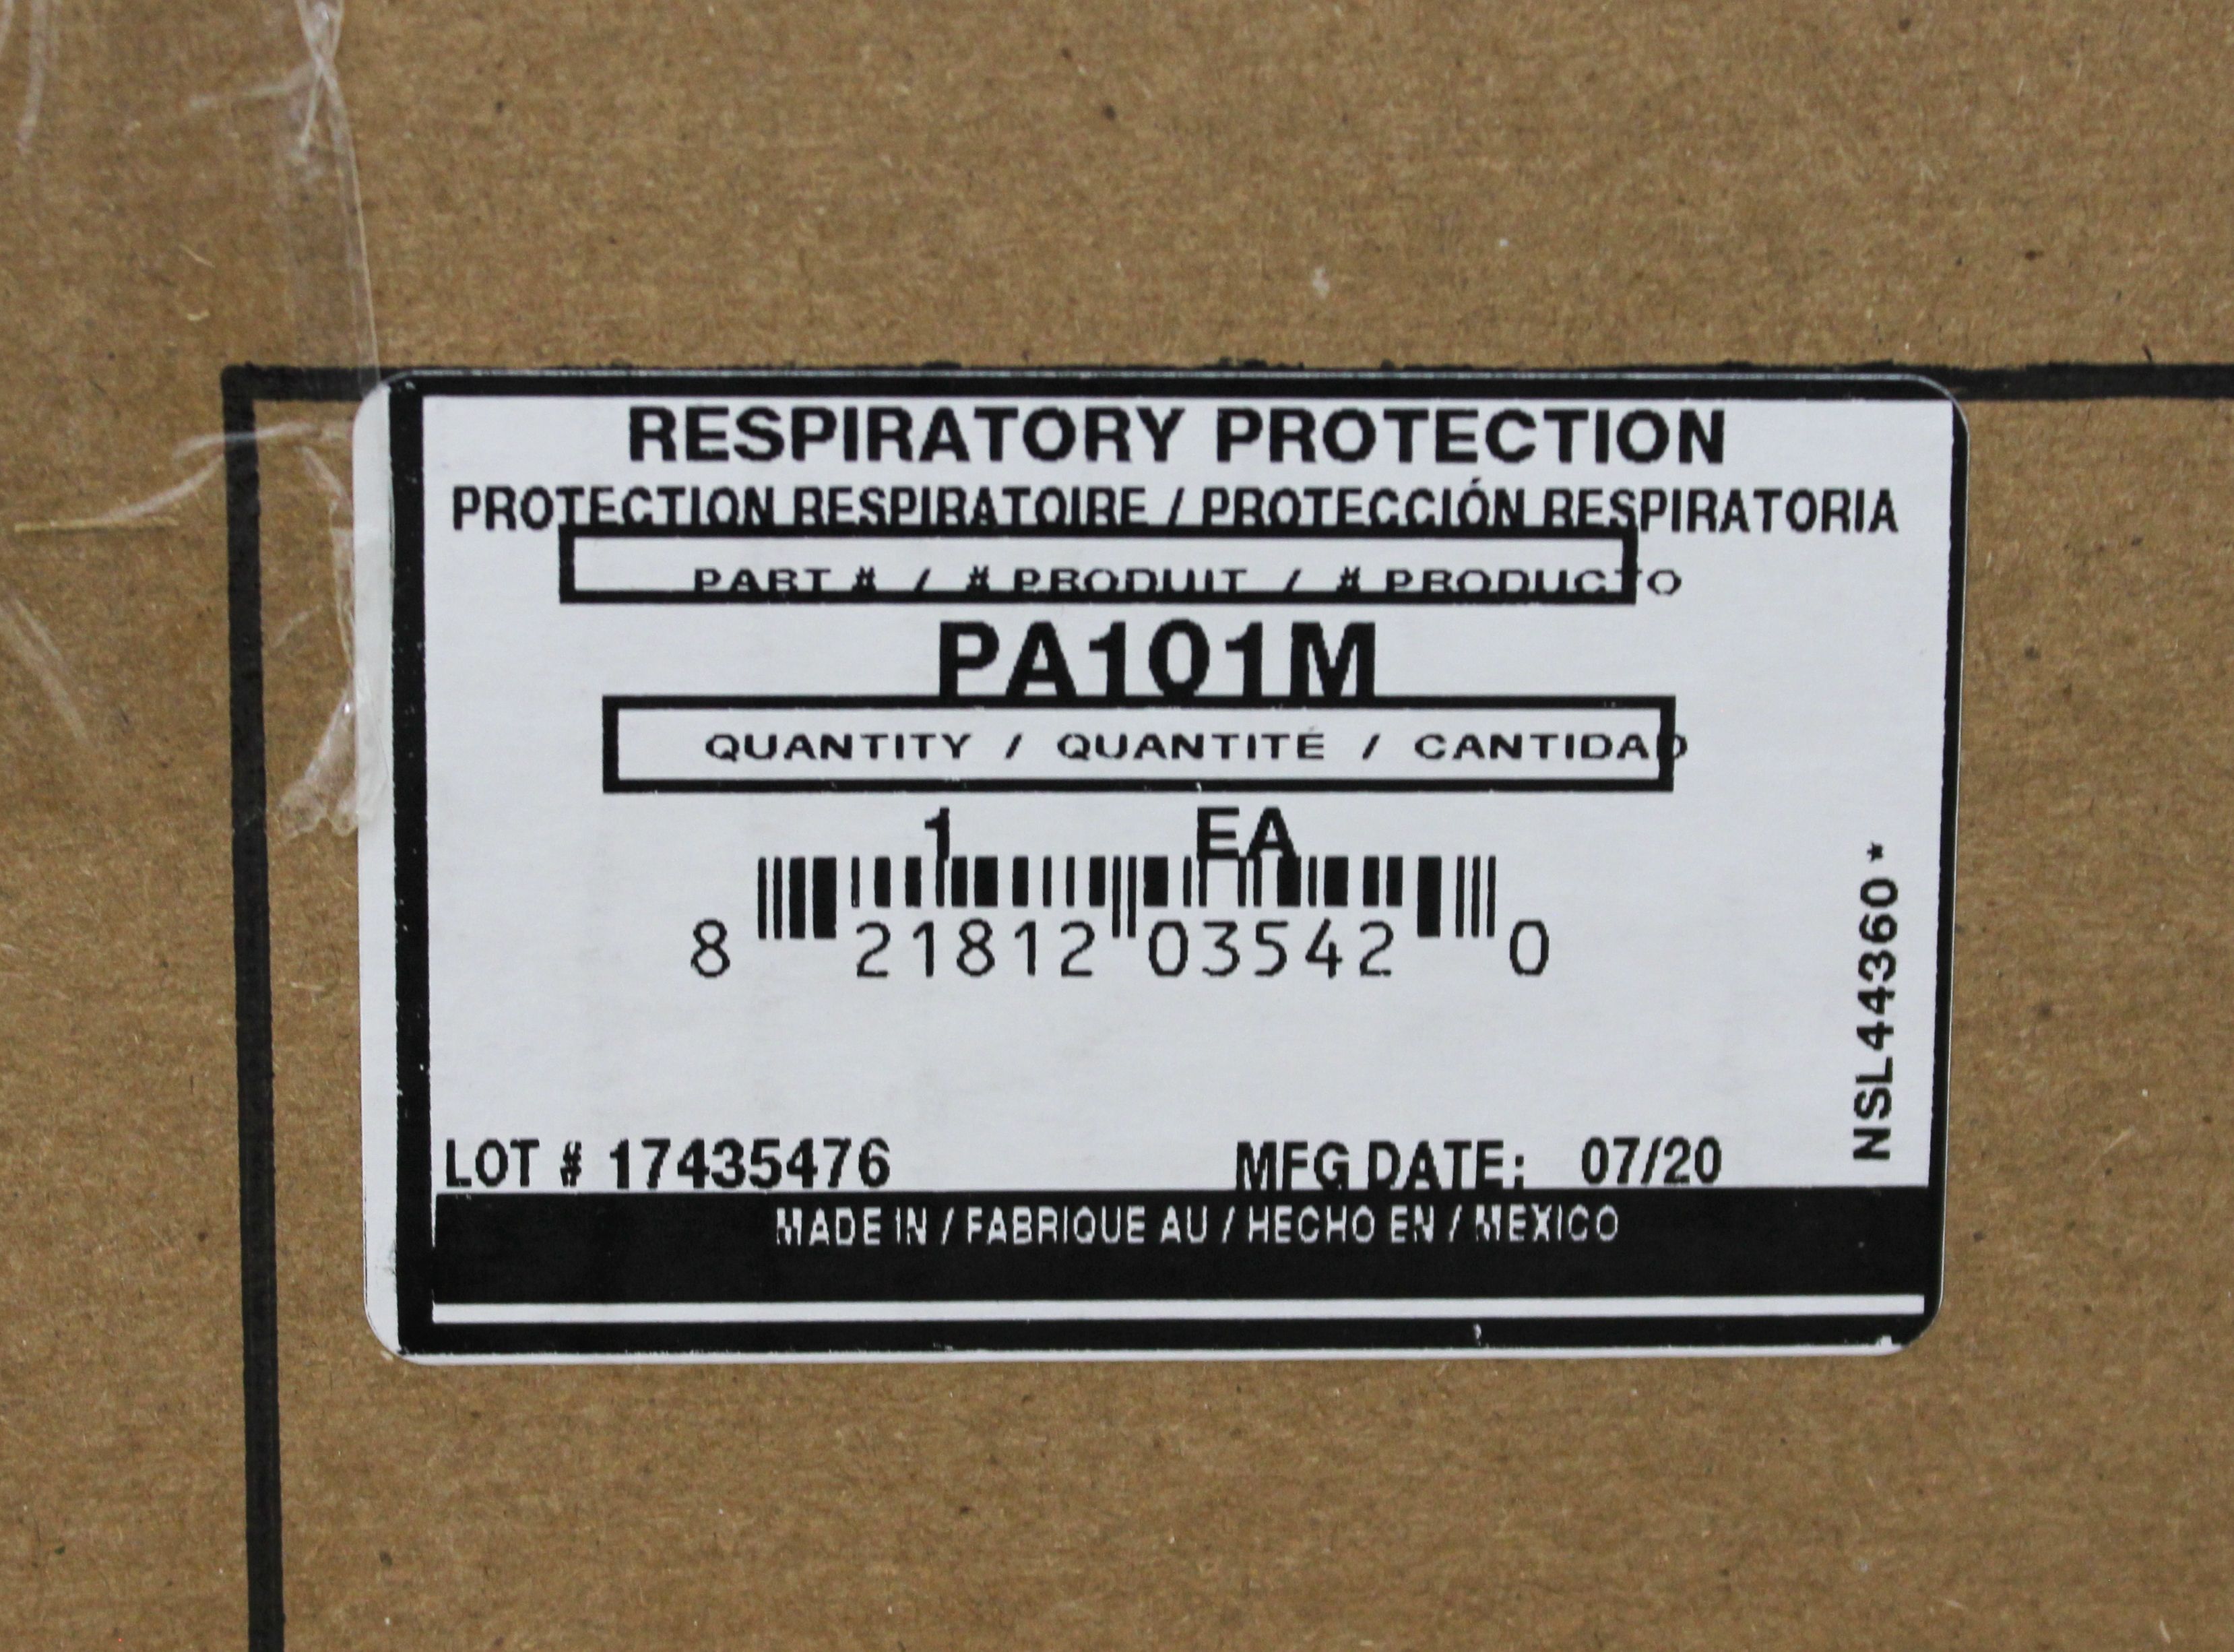 RESPIRATORY PROTECTION
PROTECTION RESPIRATOIRE / PROTECCIÓN RESPIRATORIA
PART # / # PRODUIT / # PRODUCTO
PA101M
QUANTITY / QUANTITÉ / CANTIDAD
1 EA
8 21812 03542 0
NSL44360*
LOT # 17435476 MFG DATE: 07/20
MADE IN / FABRIQUE AU / HECHO EN / MEXICO